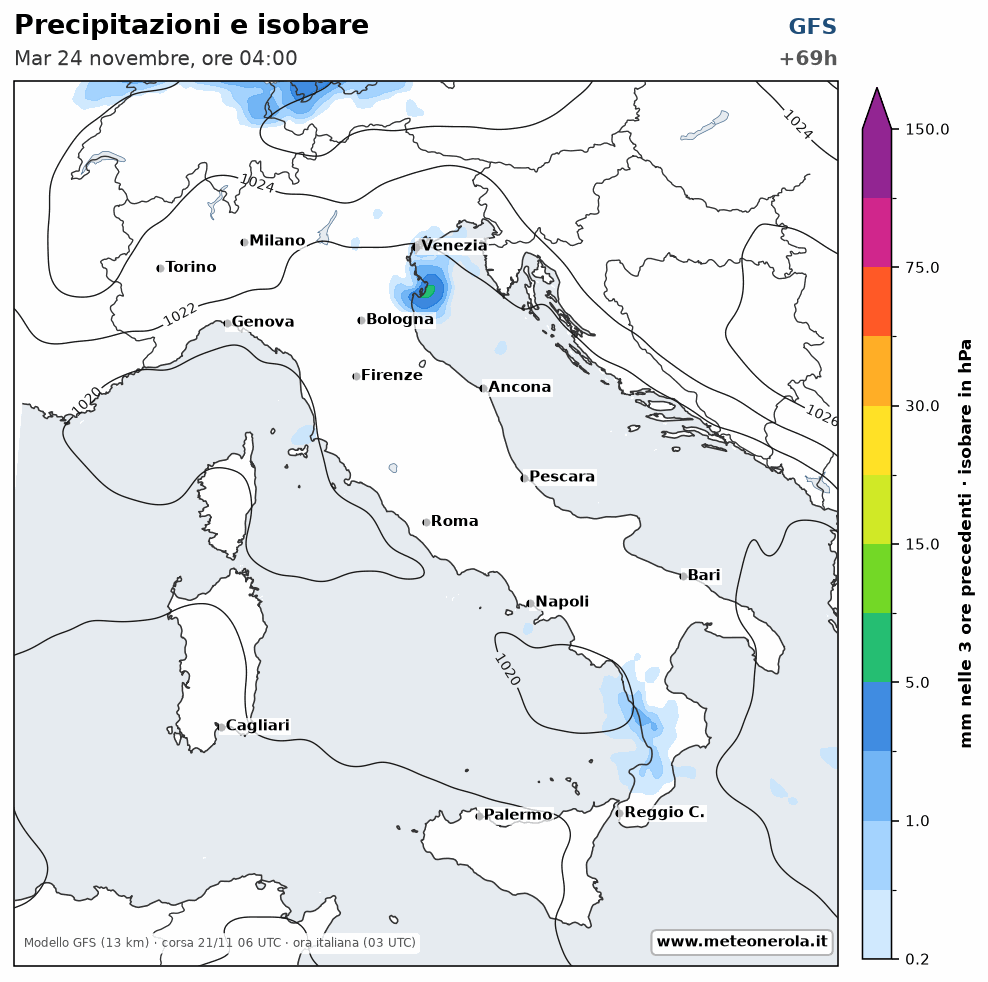 Precipitazioni e isobare
GFS
Mar 24 novembre, ore 04:00
+69h
1024
150.0
1024
Milano
Venezia
Torino
75.0
1022
Genova
Bologna
Firenze
Ancona
1020
30.0
1026
Pescara
Roma
15.0
Bari
Napoli
1020
5.0
Cagliari
Palermo
Reggio C.
1.0
mm nelle 3 ore precedenti · isobare in hPa
Modello GFS (13 km) · corsa 21/11 06 UTC · ora italiana (03 UTC)
www.meteonerola.it
0.2